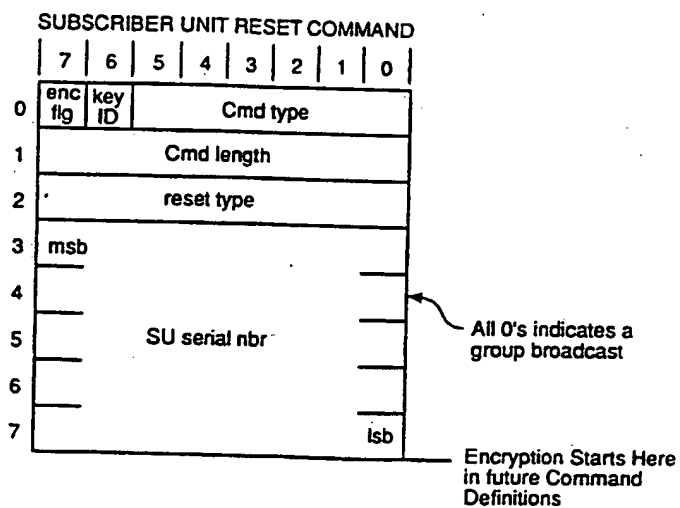 SUBSCRIBER UNIT RESET COMMAND
7 6 5 4 3 2 1 0
0 enc flg key ID Cmd type
1 Cmd length
2 reset type
3 msb
4
All 0's indicates a
group broadcast
5 SU serial nbr
6
7 lsb
Encryption Starts Here
in future Command
Definitions